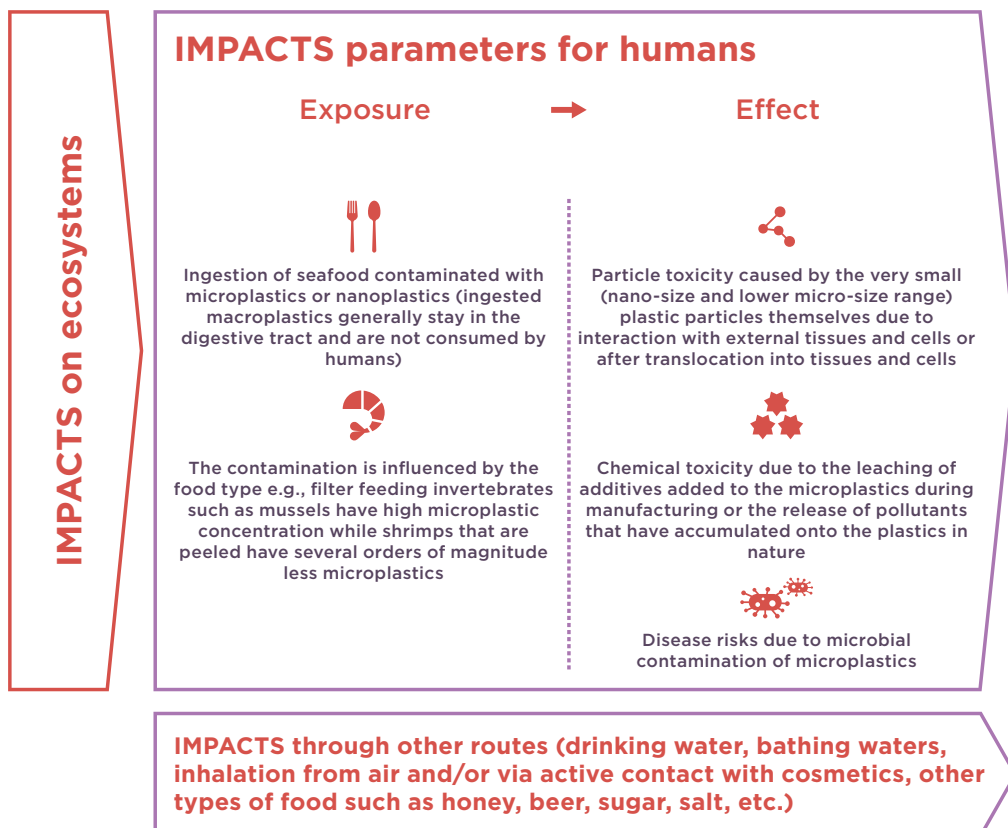 IMPACTS on ecosystems
IMPACTS parameters for humans
Exposure
Effect
Ingestion of seafood contaminated with
microplastics or nanoplastics (ingested
macroplastics generally stay in the
digestive tract and are not consumed by
humans)
The contamination is influenced by the
food type e.g., filter feeding invertebrates
such as mussels have high microplastic
concentration while shrimps that are
peeled have several orders of magnitude
less microplastics
Particle toxicity caused by the very small
(nano-size and lower micro-size range)
plastic particles themselves due to
interaction with external tissues and cells or
after translocation into tissues and cells
Chemical toxicity due to the leaching of
additives added to the microplastics during
manufacturing or the release of pollutants
that have accumulated onto the plastics in
nature
Disease risks due to microbial
contamination of microplastics
IMPACTS through other routes (drinking water, bathing waters,
inhalation from air and/or via active contact with cosmetics, other
types of food such as honey, beer, sugar, salt, etc.)